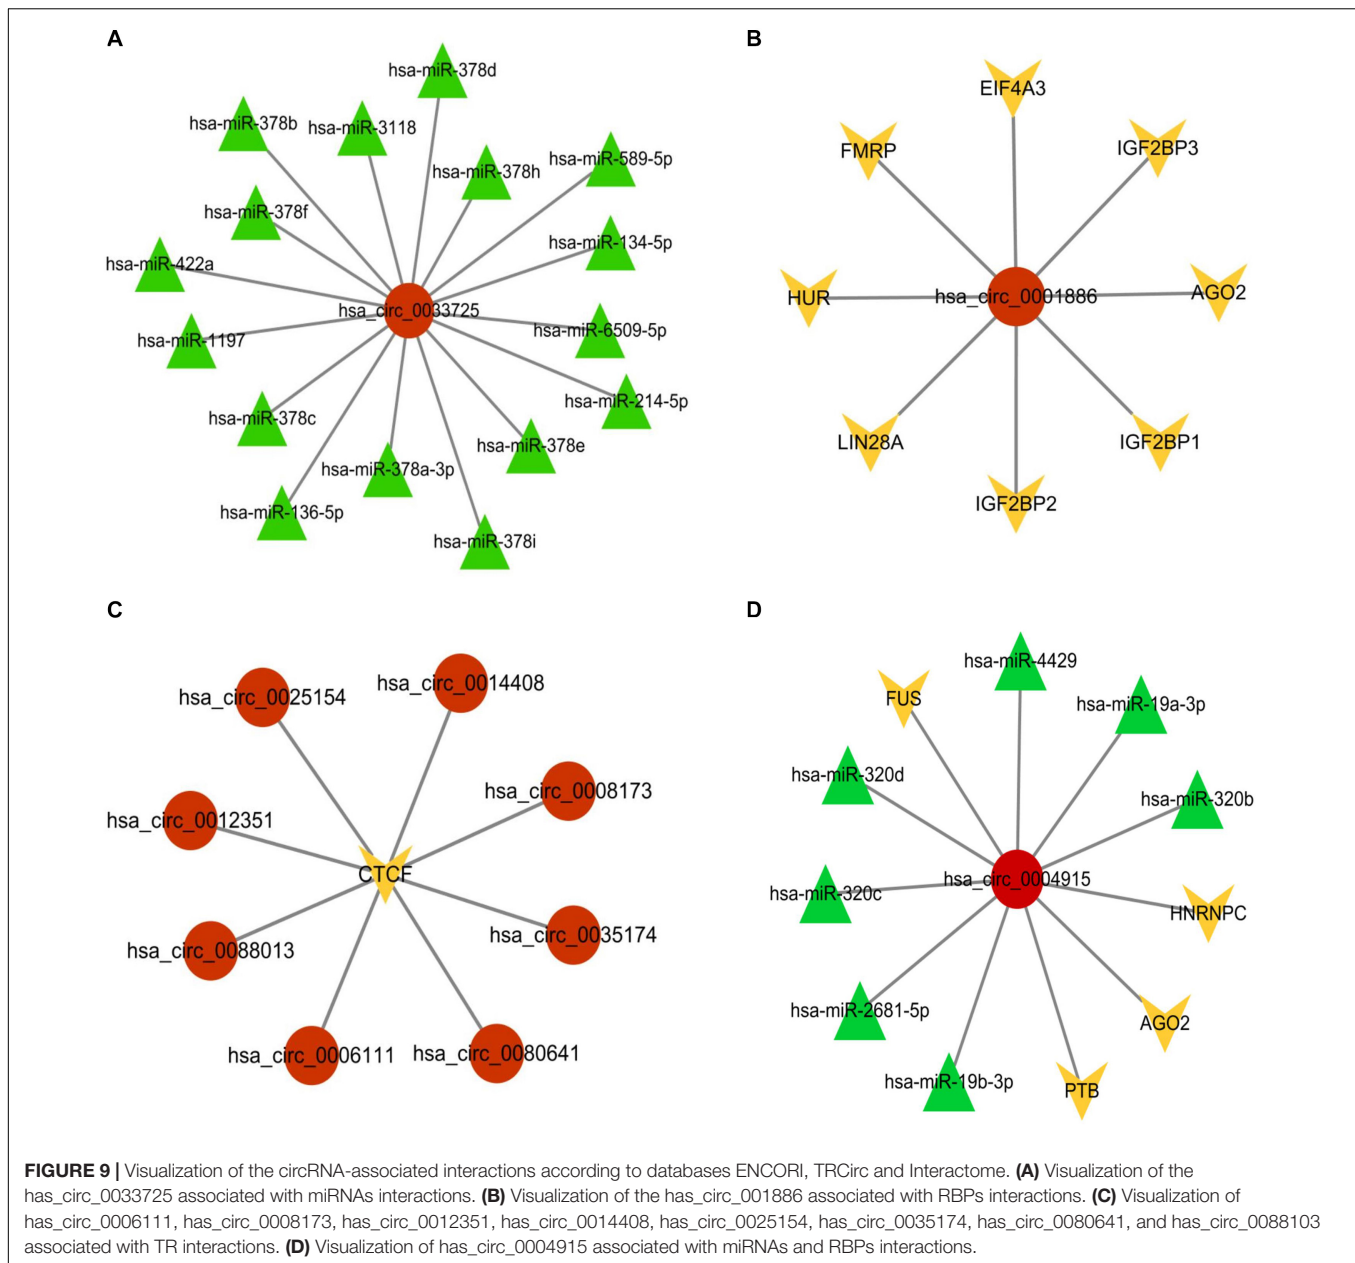 A
hsa-miR-378d
hsa-miR-378b
hsa-miR-3118
hsa-miR-378h
hsa-miR-589-5p
hsa-miR-378f
hsa-miR-134-5p
hsa-miR-422a
hsa_circ_0033725
hsa-miR-6509-5p
hsa-miR-1197
hsa-miR-214-5p
hsa-miR-378c
hsa-miR-378e
hsa-miR-378a-3p
hsa-miR-136-5p
hsa-miR-378i
B
EIF4A3
FMRP
IGF2BP3
HUR
hsa_circ_0001886
AGO2
LIN28A
IGF2BP1
IGF2BP2
C
hsa_circ_0025154
hsa_circ_0014408
hsa_circ_0008173
hsa_circ_0012351
CTCF
hsa_circ_0035174
hsa_circ_0088013
hsa_circ_0006111
hsa_circ_0080641
D
hsa-miR-4429
FUS
hsa-miR-19a-3p
hsa-miR-320d
hsa-miR-320b
hsa_circ_0004915
hsa-miR-320c
HNRNPC
hsa-miR-2681-5p
AGO2
hsa-miR-19b-3p
PTB
FIGURE 9 | Visualization of the circRNA-associated interactions according to databases ENCORI, TRCirc and Interactome. (A) Visualization of the
has_circ_0033725 associated with miRNAs interactions. (B) Visualization of the has_circ_001886 associated with RBPs interactions. (C) Visualization of
has_circ_0006111, has_circ_0008173, has_circ_0012351, has_circ_0014408, has_circ_0025154, has_circ_0035174, has_circ_0080641, and has_circ_0088103
associated with TR interactions. (D) Visualization of has_circ_0004915 associated with miRNAs and RBPs interactions.